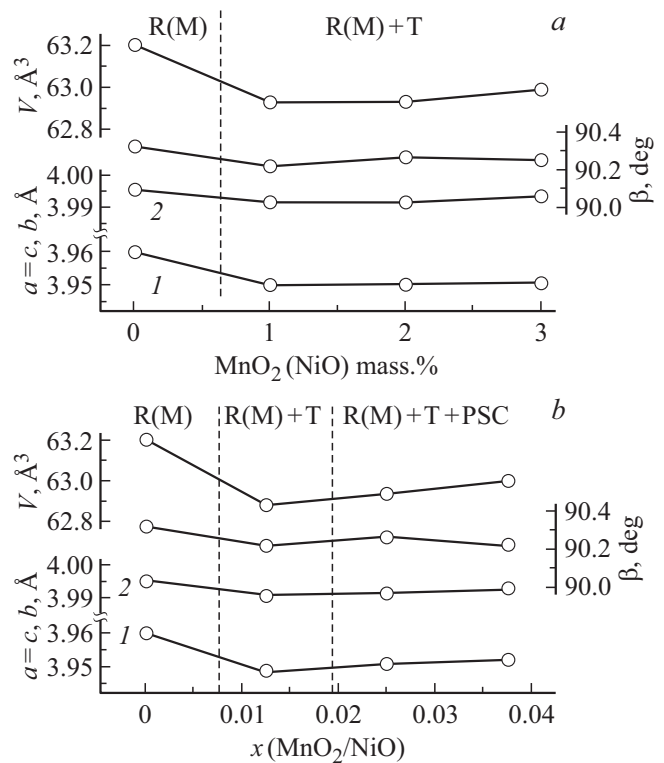 R(M) R(M) + T a
V, Å³
63.2
63.0
62.8
90.4
90.2
90.0
β, deg
a = c, b, Å
4.00
3.99
3.96
3.95
2
1
0 1 2 3
MnO₂ (NiO) mass.%
R(M) R(M) + T R(M) + T + PSC b
V, Å³
63.2
63.0
62.8
90.4
90.2
90.0
β, deg
a = c, b, Å
4.00
3.99
3.96
3.95
2
1
0 0.01 0.02 0.03 0.04
x (MnO₂/NiO)